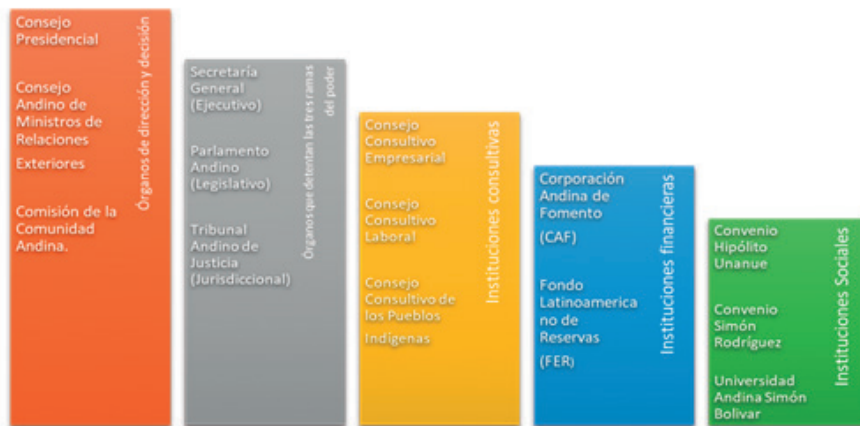 Consejo
Presidencial
Consejo
Andino de
Ministros de
Relaciones
Exteriores
Comisión de la
Comunidad
Andina.
Órganos de dirección y decisión
Secretaría
General
(Ejecutivo)
Parlamento
Andino
(Legislativo)
Tribunal
Andino de
Justicia
(Jurisdiccional)
Órganos que detentan las tres ramas
del poder
Consejo
Consultivo
Empresarial
Consejo
Consultivo
Laboral
Consejo
Consultivo de
los Pueblos
Indígenas
Instituciones consultivas
Corporación
Andina de
Fomento
(CAF)
Fondo
Latinoamerica
no de
Reservas
(FER)
Instituciones financieras
Convenio
Hipólito
Unanue
Convenio
Simón
Rodríguez
Universidad
Andina Simón
Bolivar
Instituciones Sociales